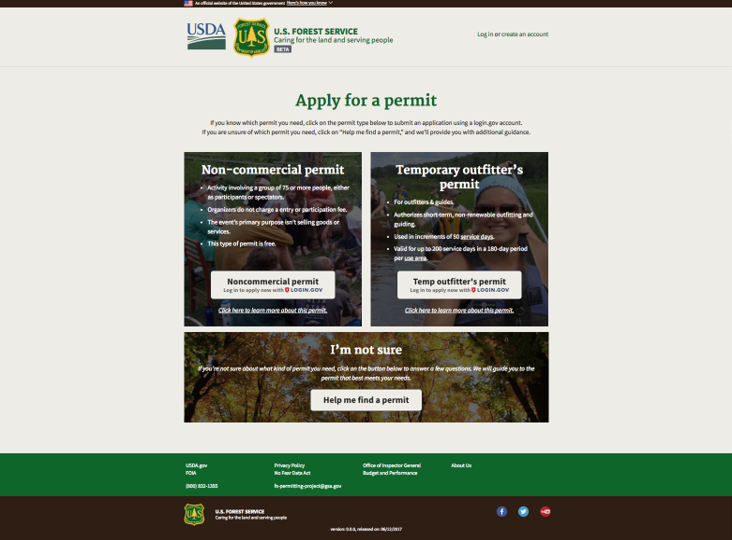 An official website of the United States government Here's how you know
USDA
FOREST SERVICE
U S
DEPARTMENT OF AGRICULTURE
U.S. FOREST SERVICE
Caring for the land and serving people
BETA
Log in or create an account
Apply for a permit
If you know which permit you need, click on the permit type below to submit an application using a login.gov account.
If you are unsure of which permit you need, click on "Help me find a permit," and we'll provide you with additional guidance.
Non-commercial permit
Activity involving a group of 75 or more people, either
as participants or spectators.
Organizers do not charge a entry or participation fee.
The event's primary purpose isn't selling goods or
services.
This type of permit is free.
Noncommercial permit
Log in to apply now with LOGIN.GOV
Click here to learn more about this permit.
Temporary outfitter's
permit
For outfitters & guides.
Authorizes short-term, non-renewable outfitting and
guiding.
Used in increments of 50 service days.
Valid for up to 200 service days in a 180-day period
per use area.
Temp outfitter's permit
Log in to apply now with LOGIN.GOV
Click here to learn more about this permit.
I'm not sure
If you're not sure about what kind of permit you need, click on the button below to answer a few questions. We will guide you to the
permit that best meets your needs.
Help me find a permit
USDA.gov
FOIA
(800) 832-1355
Privacy Policy
No Fear Data Act
fs-permitting-project@gsa.gov
Office of Inspector General
Budget and Performance
About Us
U S
U.S. FOREST SERVICE
Caring for the land and serving people
version: 0.0.0, released on: 06/12/2017